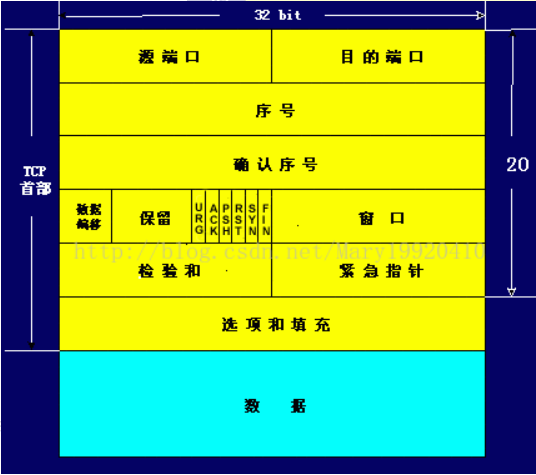 32 bit
源端口 目的端口
序号
TCP
首部
确认序号
20
数据
偏移
保留
URG
ACK
PSH
RST
SYN
FIN
窗口
http://blog.csdn.net/Mary19920410
检验和 紧急指针
选项和填充
数据